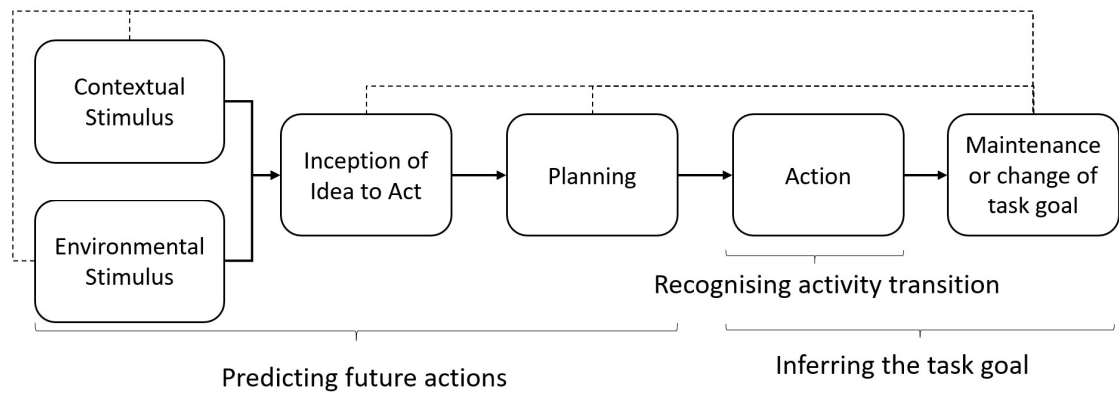 Contextual
Stimulus
Environmental
Stimulus
Inception of
Idea to Act
Planning
Action
Maintenance
or change of
task goal
Recognising activity transition
Predicting future actions
Inferring the task goal